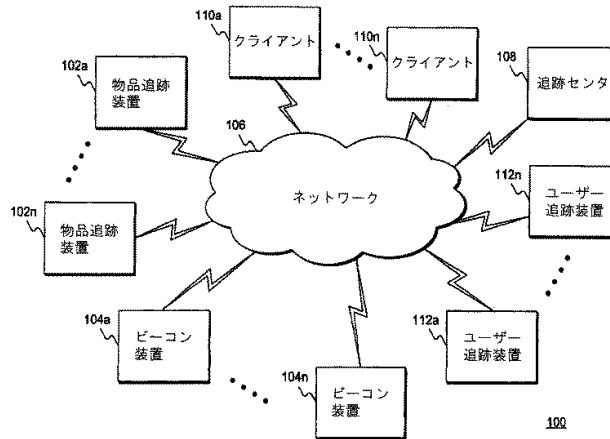 110a
クライアント
110n
クライアント
108
追跡センタ
102a
物品追跡
装置
106
ネットワーク
112n
ユーザー
追跡装置
102n
物品追跡
装置
104a
ビーコン
装置
104n
ビーコン
装置
112a
ユーザー
追跡装置
100